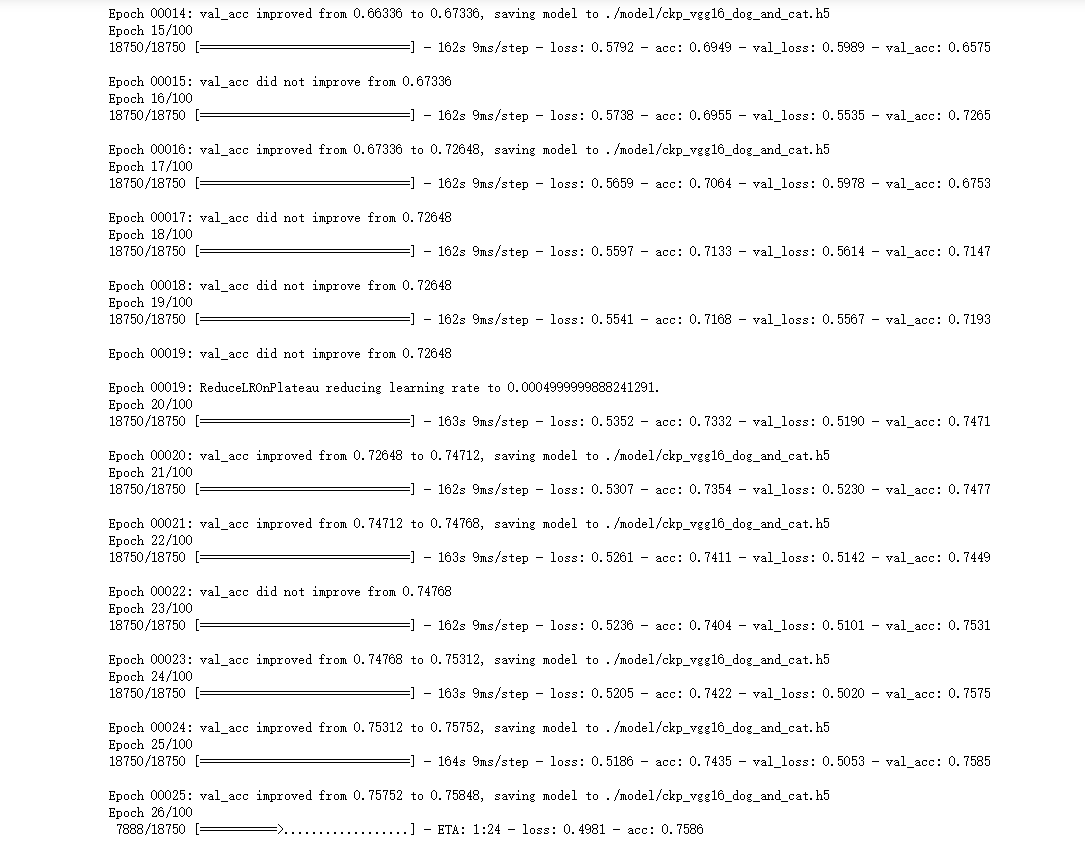 Epoch 00014: val_acc improved from 0.66336 to 0.67336, saving model to ./model/ckp_vgg16_dog_and_cat.h5
Epoch 15/100
18750/18750 [==============================] - 162s 9ms/step - loss: 0.5792 - acc: 0.6949 - val_loss: 0.5989 - val_acc: 0.6575
Epoch 00015: val_acc did not improve from 0.67336
Epoch 16/100
18750/18750 [==============================] - 162s 9ms/step - loss: 0.5738 - acc: 0.6955 - val_loss: 0.5535 - val_acc: 0.7265
Epoch 00016: val_acc improved from 0.67336 to 0.72648, saving model to ./model/ckp_vgg16_dog_and_cat.h5
Epoch 17/100
18750/18750 [==============================] - 162s 9ms/step - loss: 0.5659 - acc: 0.7064 - val_loss: 0.5978 - val_acc: 0.6753
Epoch 00017: val_acc did not improve from 0.72648
Epoch 18/100
18750/18750 [==============================] - 162s 9ms/step - loss: 0.5597 - acc: 0.7133 - val_loss: 0.5614 - val_acc: 0.7147
Epoch 00018: val_acc did not improve from 0.72648
Epoch 19/100
18750/18750 [==============================] - 162s 9ms/step - loss: 0.5541 - acc: 0.7168 - val_loss: 0.5567 - val_acc: 0.7193
Epoch 00019: val_acc did not improve from 0.72648
Epoch 00019: ReduceLROnPlateau reducing learning rate to 0.0004999999888241291.
Epoch 20/100
18750/18750 [==============================] - 163s 9ms/step - loss: 0.5352 - acc: 0.7332 - val_loss: 0.5190 - val_acc: 0.7471
Epoch 00020: val_acc improved from 0.72648 to 0.74712, saving model to ./model/ckp_vgg16_dog_and_cat.h5
Epoch 21/100
18750/18750 [==============================] - 162s 9ms/step - loss: 0.5307 - acc: 0.7354 - val_loss: 0.5230 - val_acc: 0.7477
Epoch 00021: val_acc improved from 0.74712 to 0.74768, saving model to ./model/ckp_vgg16_dog_and_cat.h5
Epoch 22/100
18750/18750 [==============================] - 163s 9ms/step - loss: 0.5261 - acc: 0.7411 - val_loss: 0.5142 - val_acc: 0.7449
Epoch 00022: val_acc did not improve from 0.74768
Epoch 23/100
18750/18750 [==============================] - 162s 9ms/step - loss: 0.5236 - acc: 0.7404 - val_loss: 0.5101 - val_acc: 0.7531
Epoch 00023: val_acc improved from 0.74768 to 0.75312, saving model to ./model/ckp_vgg16_dog_and_cat.h5
Epoch 24/100
18750/18750 [==============================] - 163s 9ms/step - loss: 0.5205 - acc: 0.7422 - val_loss: 0.5020 - val_acc: 0.7575
Epoch 00024: val_acc improved from 0.75312 to 0.75752, saving model to ./model/ckp_vgg16_dog_and_cat.h5
Epoch 25/100
18750/18750 [==============================] - 164s 9ms/step - loss: 0.5186 - acc: 0.7435 - val_loss: 0.5053 - val_acc: 0.7585
Epoch 00025: val_acc improved from 0.75752 to 0.75848, saving model to ./model/ckp_vgg16_dog_and_cat.h5
Epoch 26/100
7888/18750 [===========>..................] - ETA: 1:24 - loss: 0.4981 - acc: 0.7586